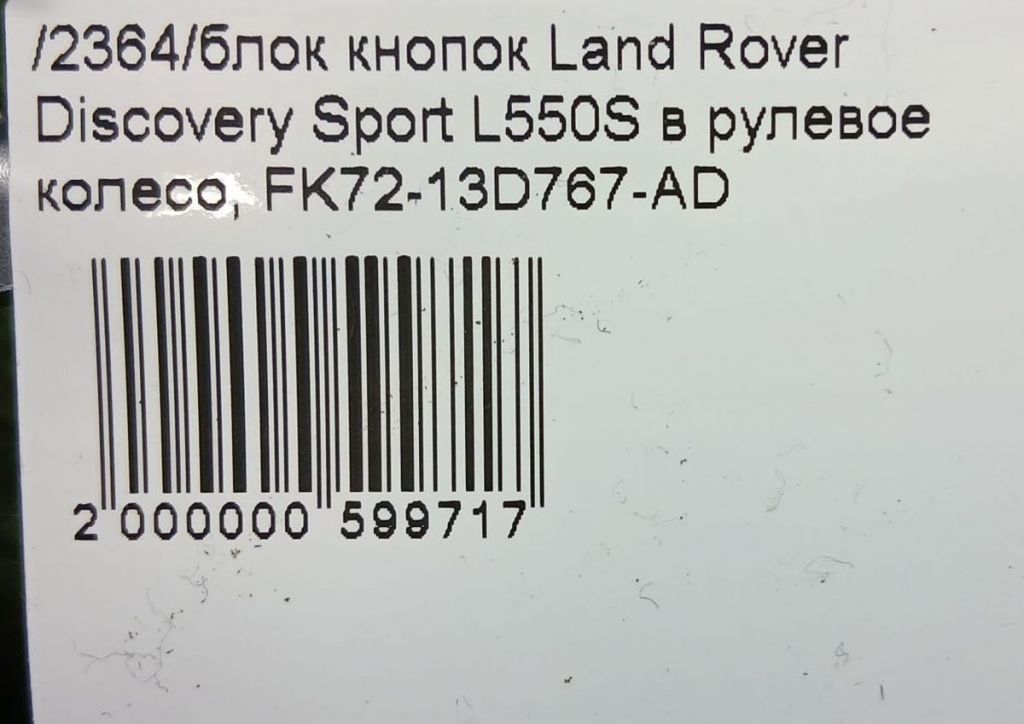 /2364/блок кнопок Land Rover
Discovery Sport L550S в рулевое
колесо, FK72-13D767-AD
2 000000 599717